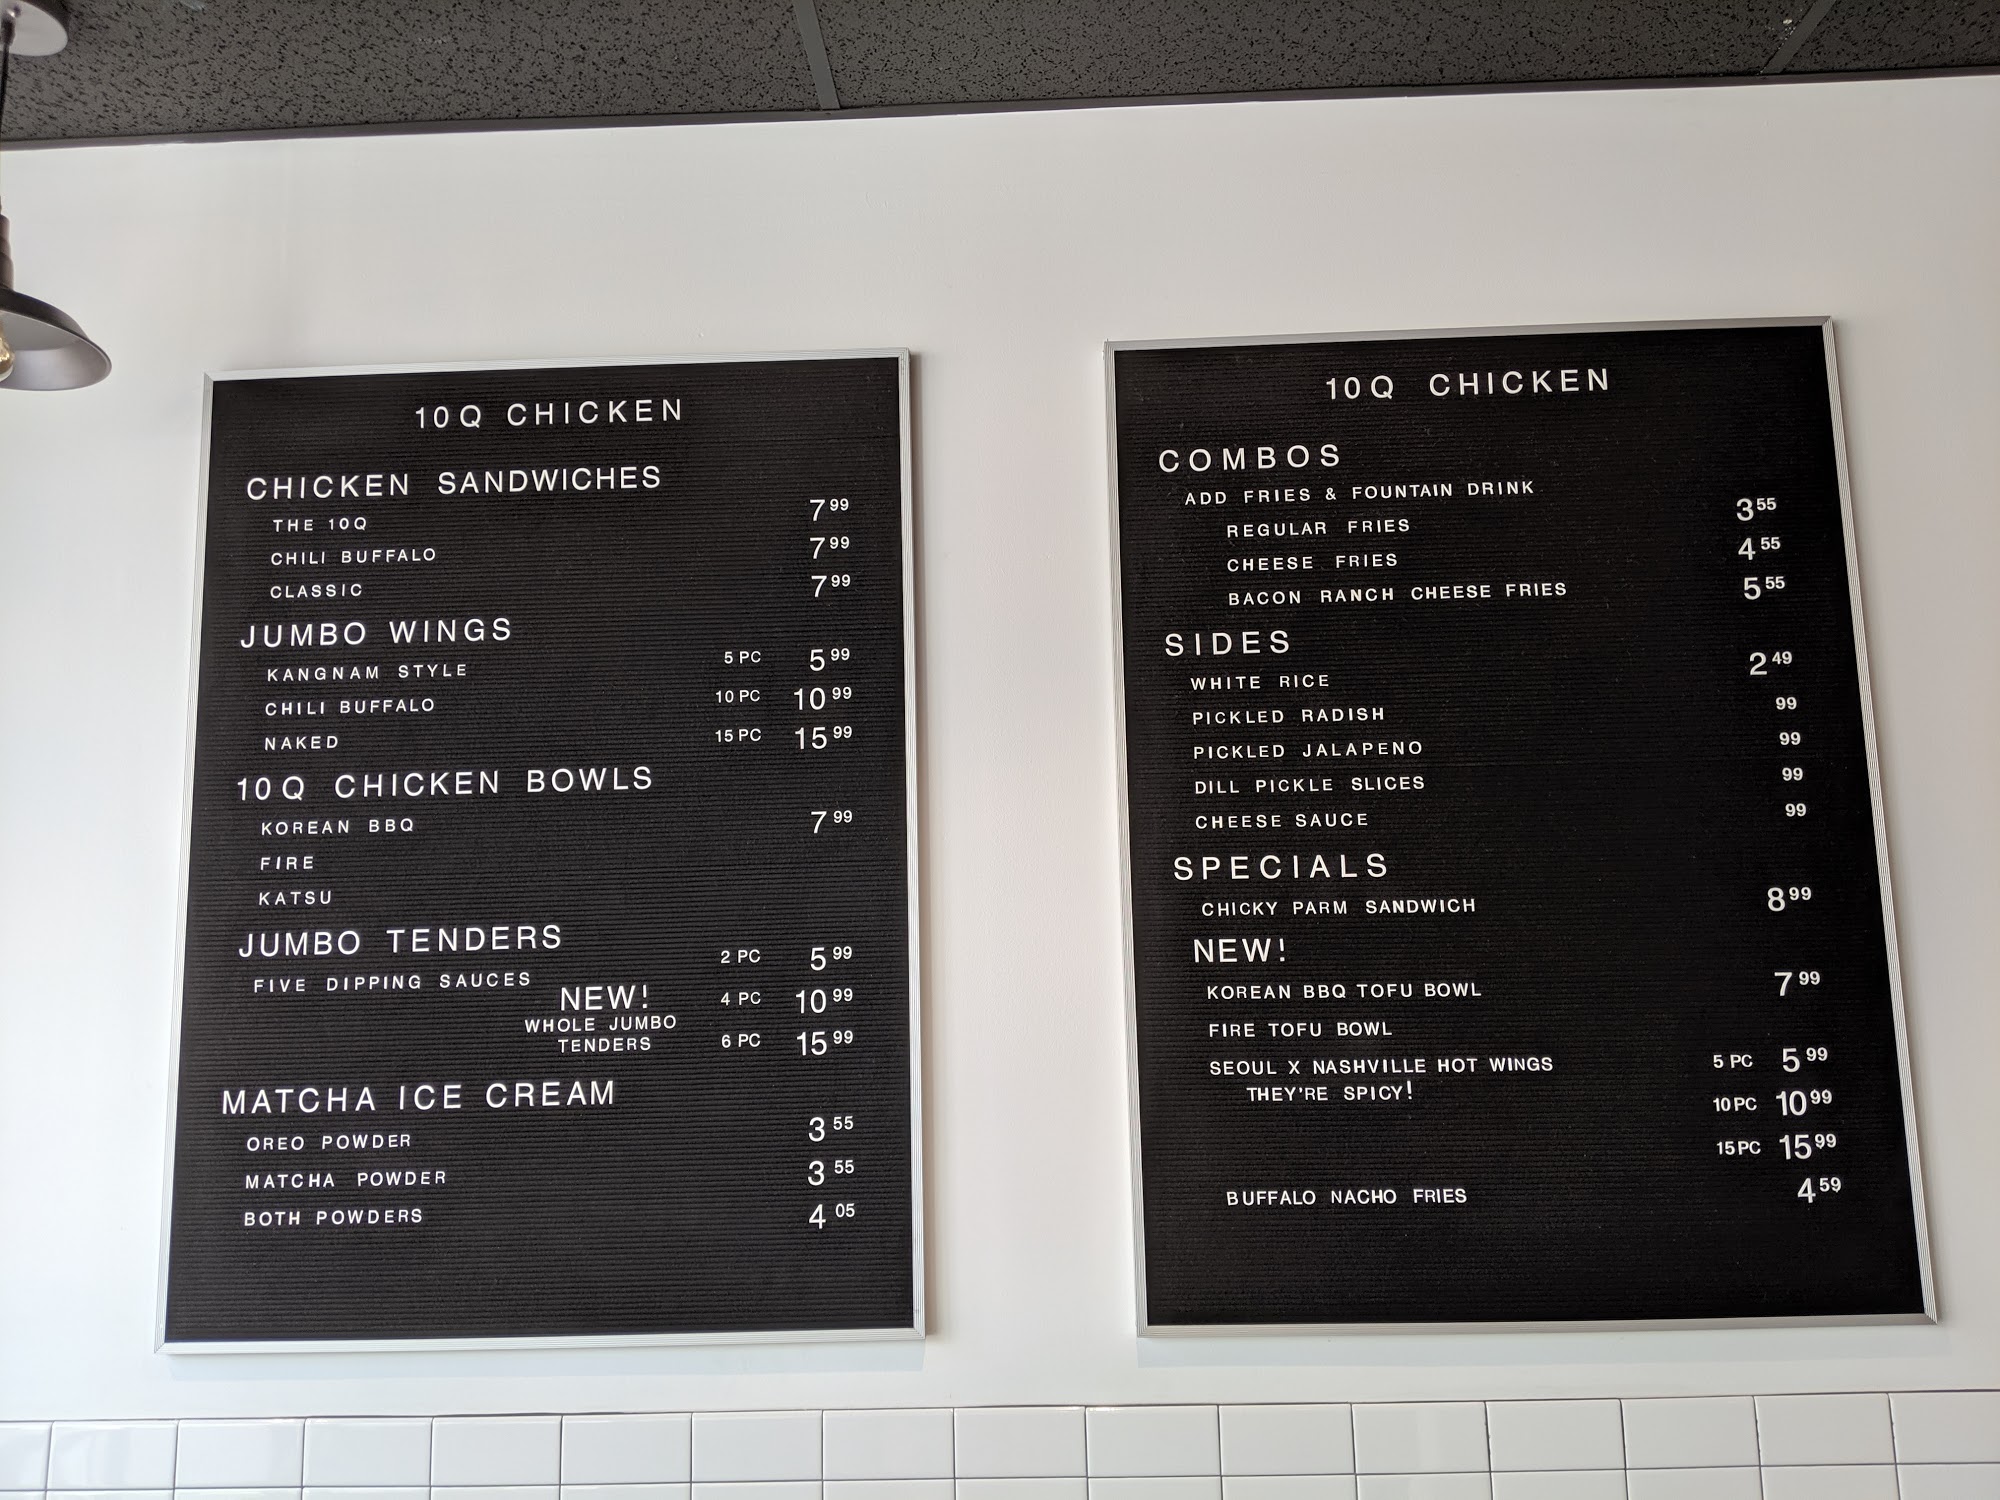 10Q CHICKEN
CHICKEN SANDWICHES
THE 10Q 7 99
CHILI BUFFALO 7 99
CLASSIC 7 99
JUMBO WINGS
KANGNAM STYLE 5 PC 5 99
CHILI BUFFALO 10 PC 10 99
NAKED 15 PC 15 99
10Q CHICKEN BOWLS
KOREAN BBQ 7 99
FIRE
KATSU
JUMBO TENDERS
FIVE DIPPING SAUCES 2 PC 5 99
NEW! 4 PC 10 99
WHOLE JUMBO
TENDERS 6 PC 15 99
MATCHA ICE CREAM
OREO POWDER 3 55
MATCHA POWDER 3 55
BOTH POWDERS 4 05
10Q CHICKEN
COMBOS
ADD FRIES & FOUNTAIN DRINK
REGULAR FRIES 3 55
CHEESE FRIES 4 55
BACON RANCH CHEESE FRIES 5 55
SIDES
WHITE RICE 2 49
PICKLED RADISH 99
PICKLED JALAPENO 99
DILL PICKLE SLICES 99
CHEESE SAUCE 99
SPECIALS
CHICKY PARM SANDWICH 8 99
NEW!
KOREAN BBQ TOFU BOWL 7 99
FIRE TOFU BOWL
SEOUL X NASHVILLE HOT WINGS 5 PC 5 99
THEY'RE SPICY! 10 PC 10 99
15 PC 15 99
BUFFALO NACHO FRIES 4 59